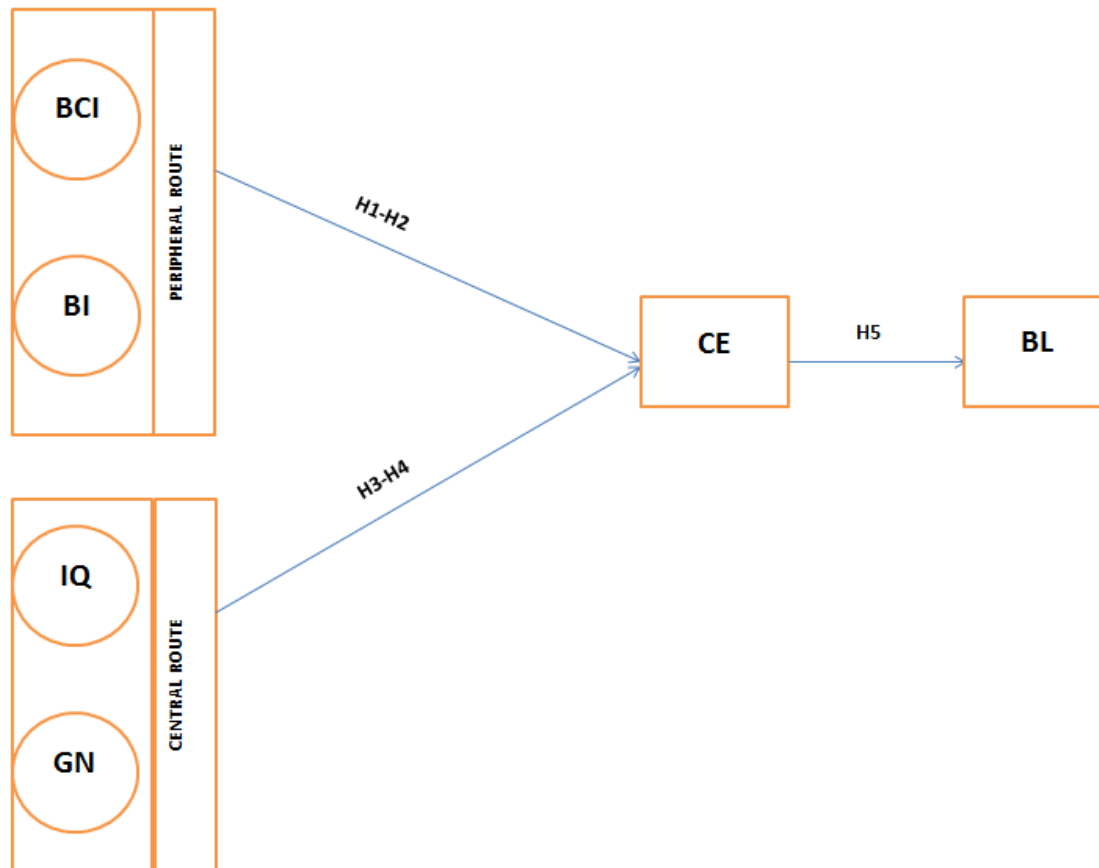 BCI
BI
PERIPHERAL ROUTE
H1-H2
CE
H5
BL
H3-H4
IQ
GN
CENTRAL ROUTE